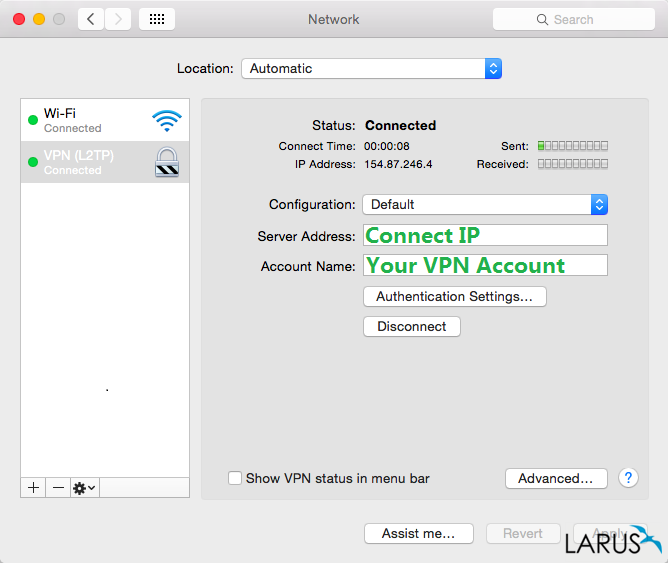 Network
Search
Location: Automatic
Wi-Fi
Connected
VPN (L2TP)
Connected
Status: Connected
Connect Time: 00:00:08 Sent:
IP Address: 154.87.246.4 Received:
Configuration: Default
Server Address: Connect IP
Account Name: Your VPN Account
Authentication Settings...
Disconnect
Show VPN status in menu bar
Advanced...
?
Assist me...
Revert
Apply
LARUS